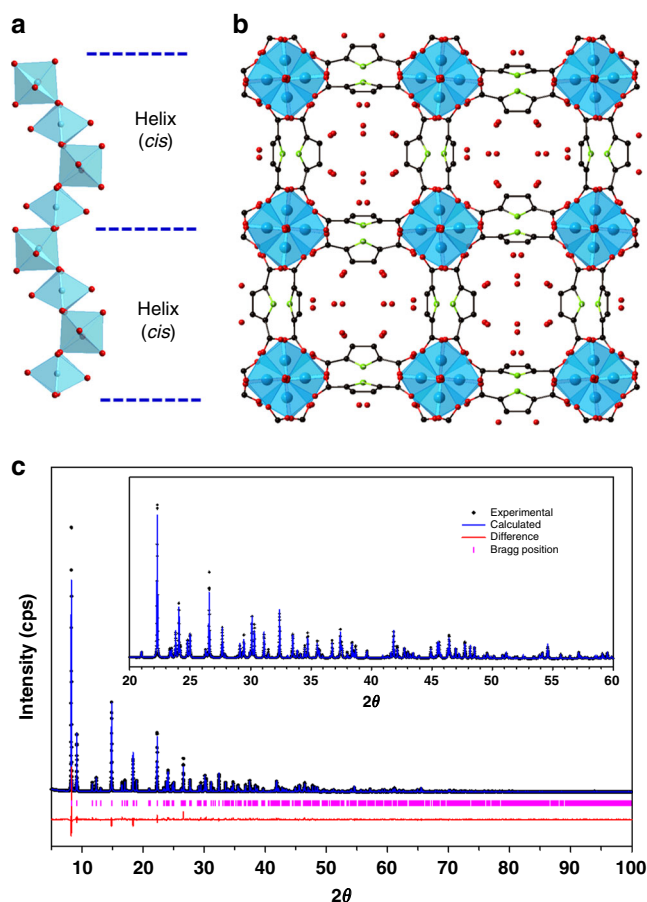 a
b
Helix
(cis)
Helix
(cis)
c
Experimental
Calculated
Difference
Bragg position
20 25 30 35 40 45 50 55 60
2θ
Intensity (cps)
10 20 30 40 50 60 70 80 90 100
2θ